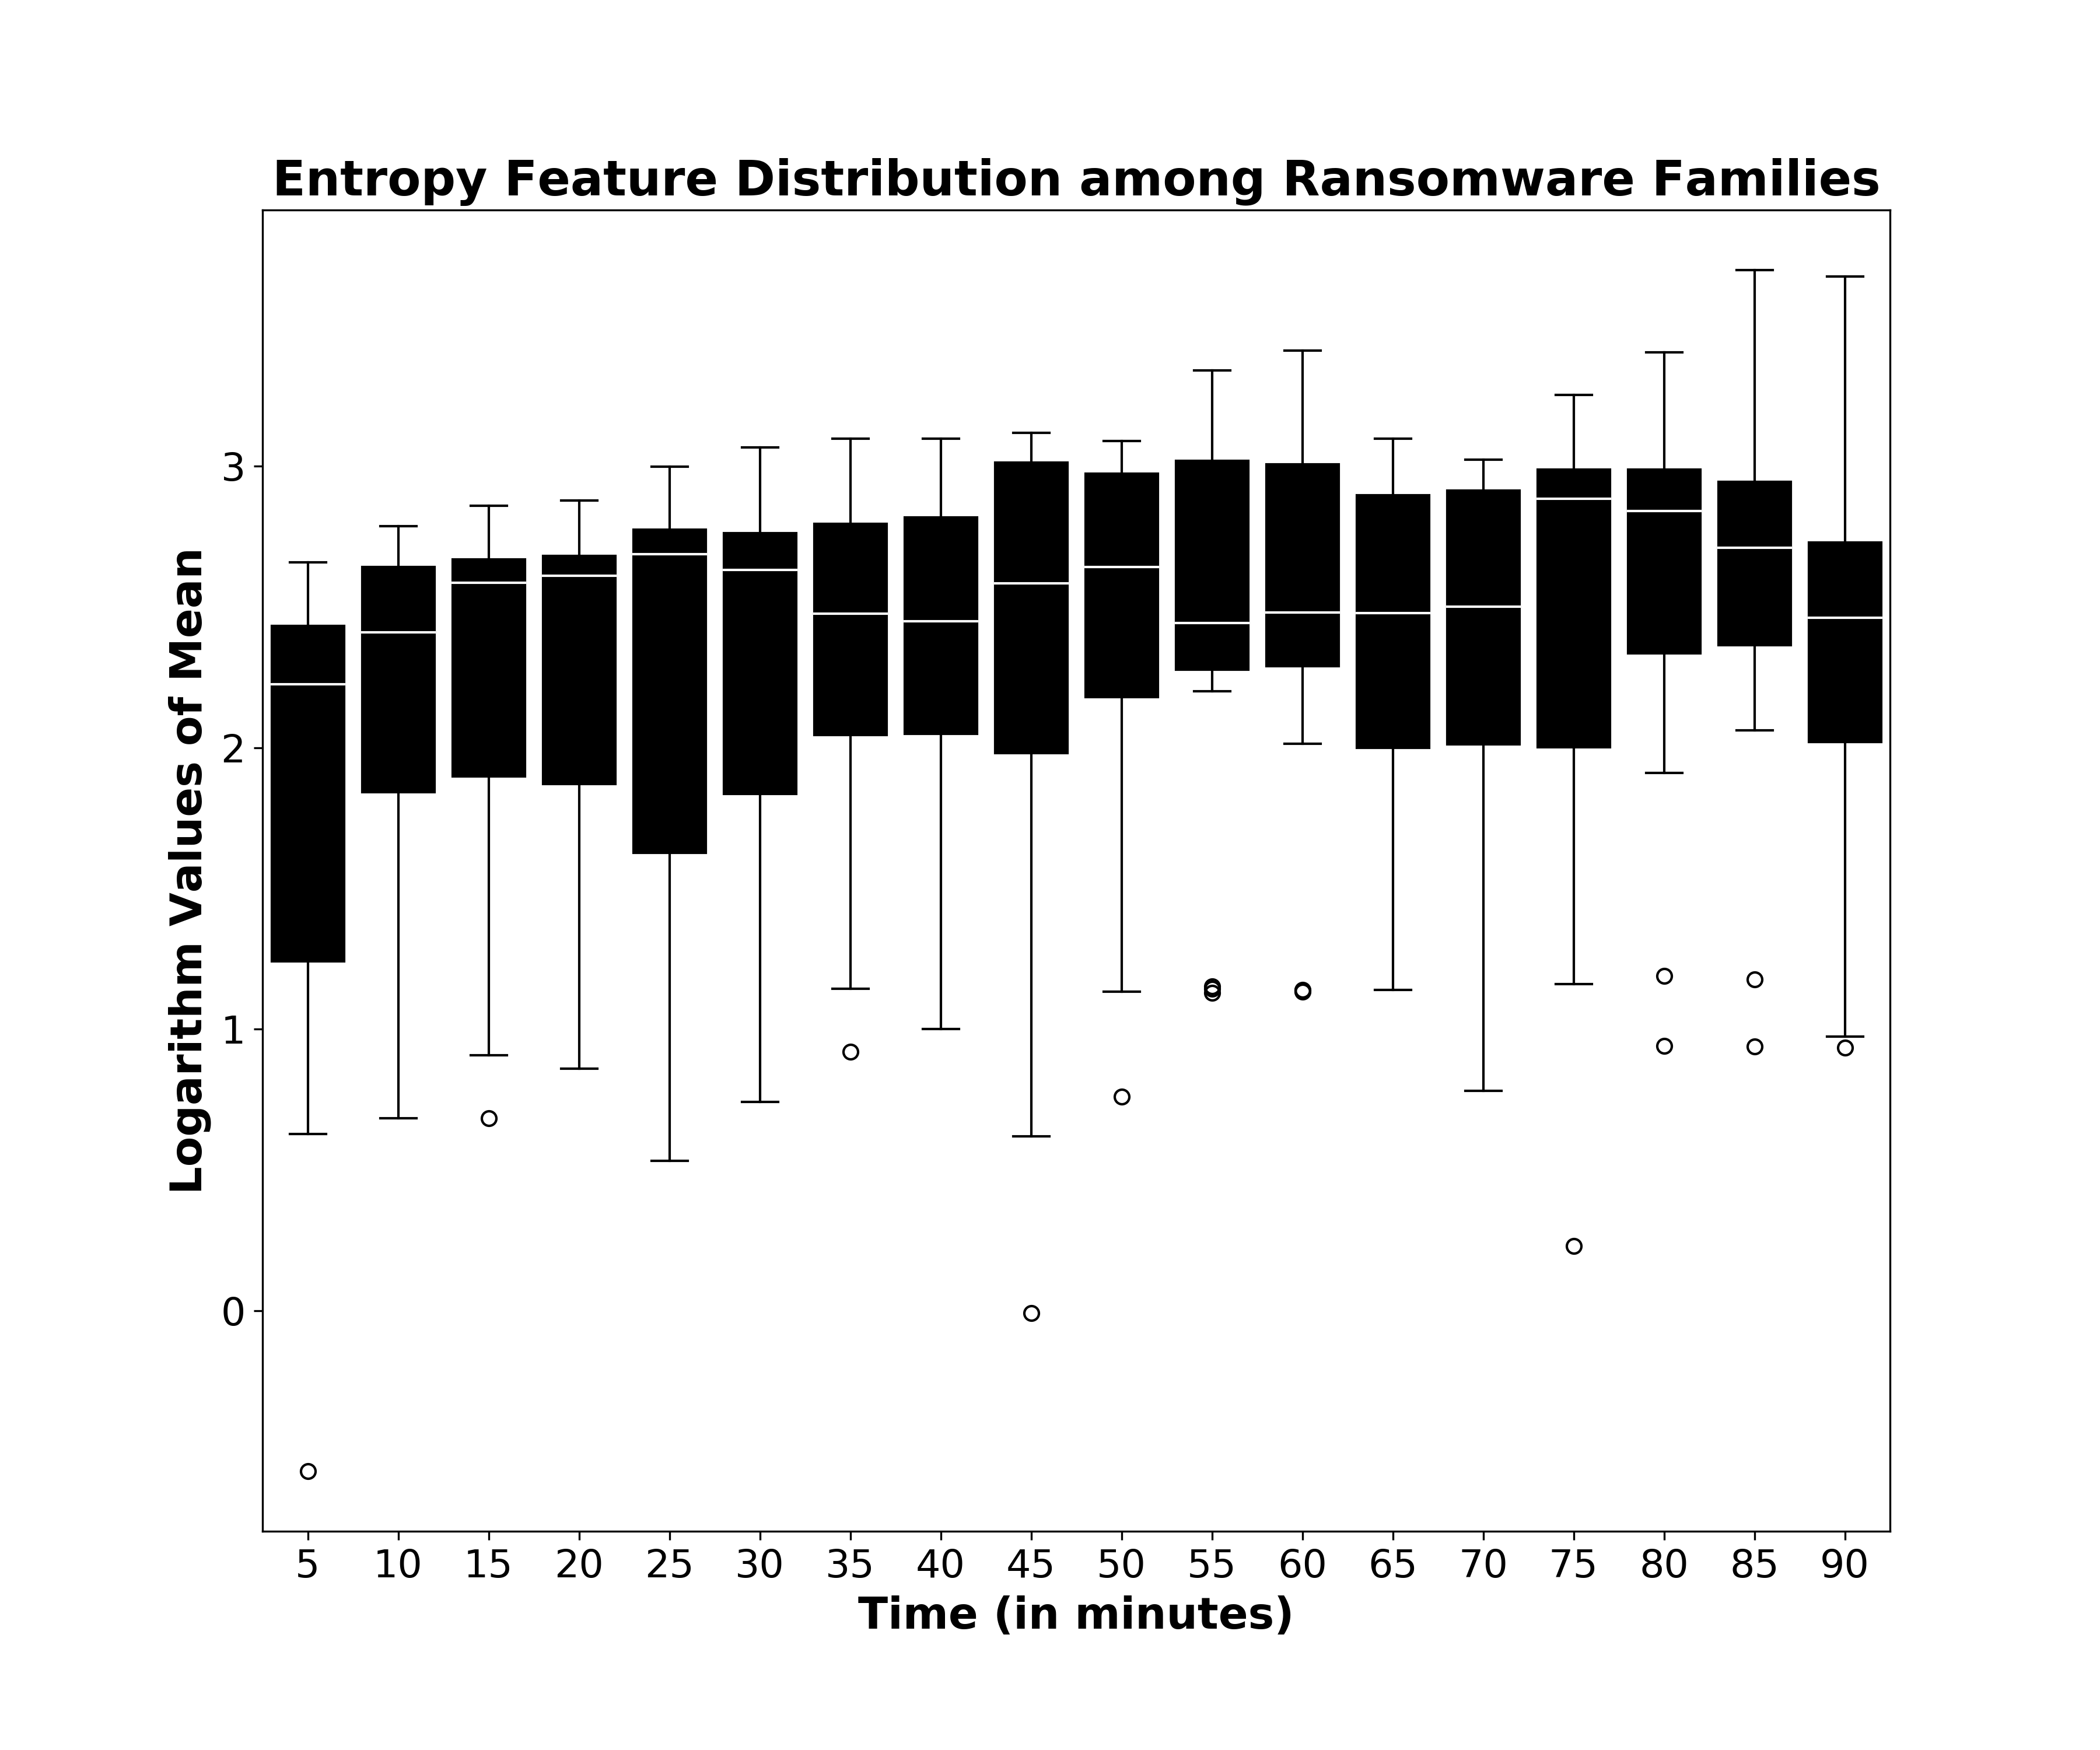 Entropy Feature Distribution among Ransomware Families
Logarithm Values of Mean
3
2
1
0
5 10 15 20 25 30 35 40 45 50 55 60 65 70 75 80 85 90
Time (in minutes)